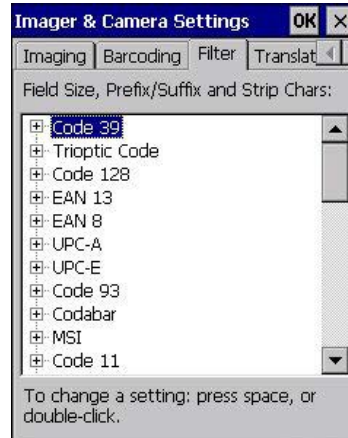 Imager & Camera Settings OK ×
Imaging Barcoding Filter Translat
Field Size, Prefix/Suffix and Strip Chars:
Code 39
Trioptic Code
Code 128
EAN 13
EAN 8
UPC-A
UPC-E
Code 93
Codabar
MSI
Code 11
To change a setting: press space, or
double-click.